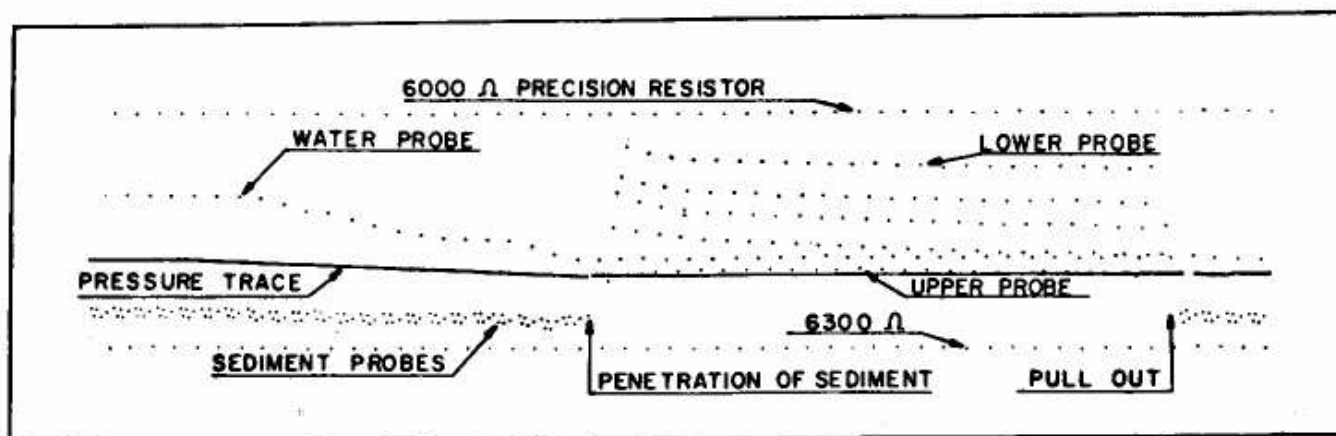 6000 Ω PRECISION RESISTOR
WATER PROBE
LOWER PROBE
PRESSURE TRACE
UPPER PROBE
6300 Ω
SEDIMENT PROBES
PENETRATION OF SEDIMENT
PULL OUT